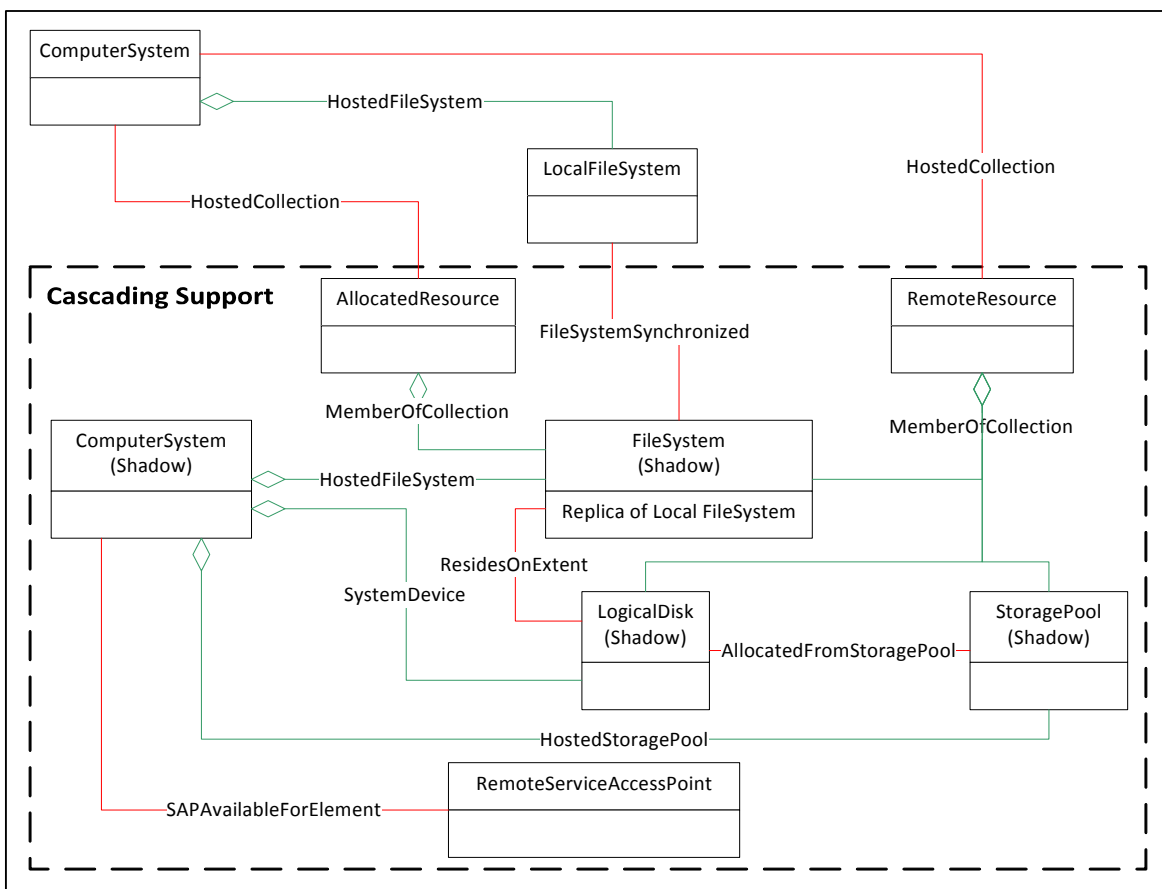 ComputerSystem
HostedFileSystem
LocalFileSystem
HostedCollection
HostedCollection
Cascading Support
AllocatedResource
RemoteResource
FileSystemSynchronized
MemberOfCollection
MemberOfCollection
ComputerSystem
(Shadow)
FileSystem
(Shadow)
HostedFileSystem
Replica of Local FileSystem
ResidesOnExtent
SystemDevice
LogicalDisk
(Shadow)
StoragePool
(Shadow)
AllocatedFromStoragePool
HostedStoragePool
RemoteServiceAccessPoint
SAPAvailableForElement